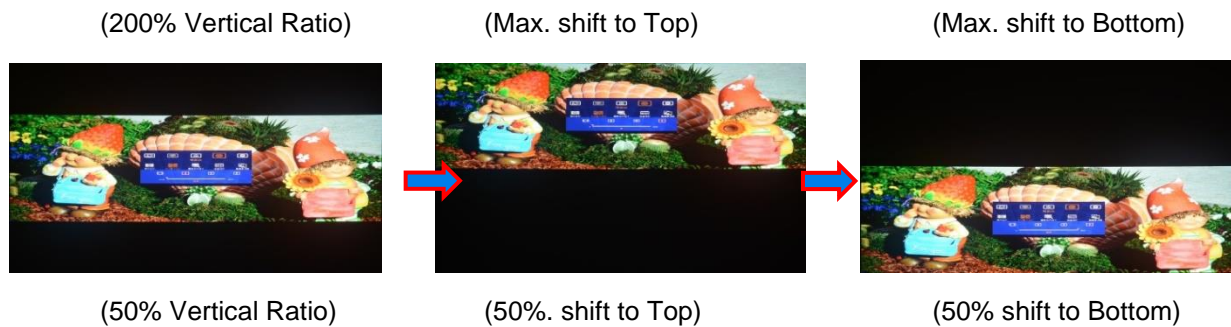 (200% Vertical Ratio) (Max. shift to Top) (Max. shift to Bottom)
(50% Vertical Ratio) (50%. shift to Top) (50% shift to Bottom)